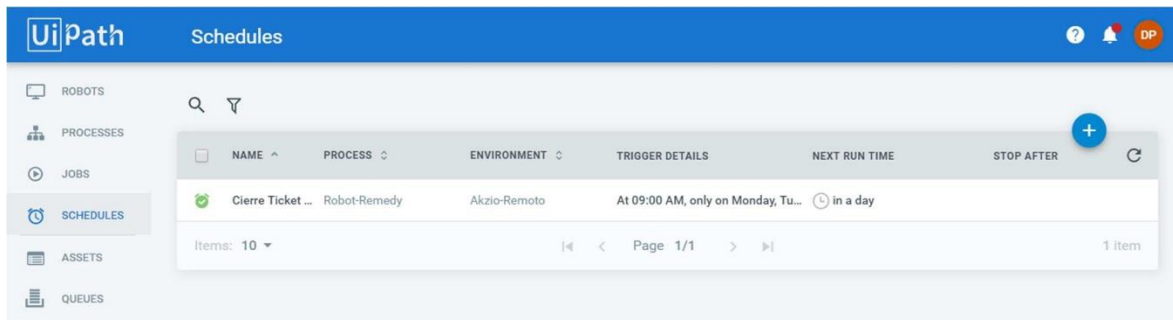 UiPath Schedules DP
ROBOTS
PROCESSES
JOBS
SCHEDULES
ASSETS
QUEUES
NAME PROCESS ENVIRONMENT TRIGGER DETAILS NEXT RUN TIME STOP AFTER
Cierre Ticket ... Robot-Remedy Akzio-Remoto At 09:00 AM, only on Monday, Tu... in a day
Items: 10 Page 1/1 1 item